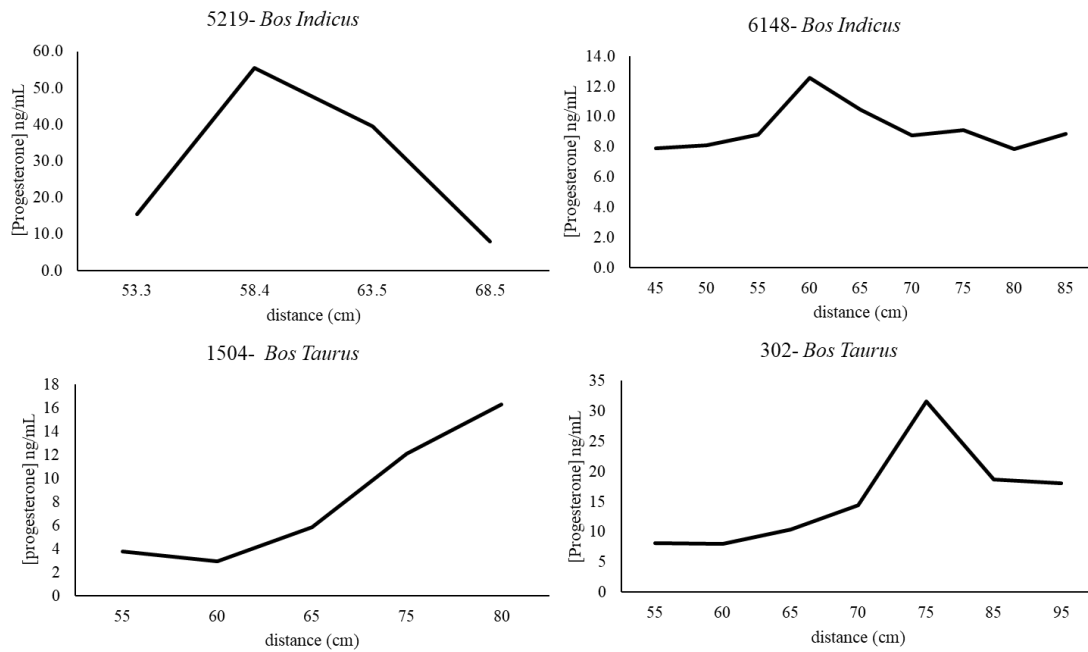 5219- Bos Indicus
[Progesterone] ng/mL
60.0
50.0
40.0
30.0
20.0
10.0
0.0
53.3 58.4 63.5 68.5
distance (cm)
6148- Bos Indicus
[Progesterone] ng/mL
14.0
12.0
10.0
8.0
6.0
4.0
2.0
0.0
45 50 55 60 65 70 75 80 85
distance (cm)
1504- Bos Taurus
[progesterone] ng/mL
18
16
14
12
10
8
6
4
2
0
55 60 65 75 80
distance (cm)
302- Bos Taurus
[Progesterone] ng/mL
35
30
25
20
15
10
5
0
55 60 65 70 75 85 95
distance (cm)